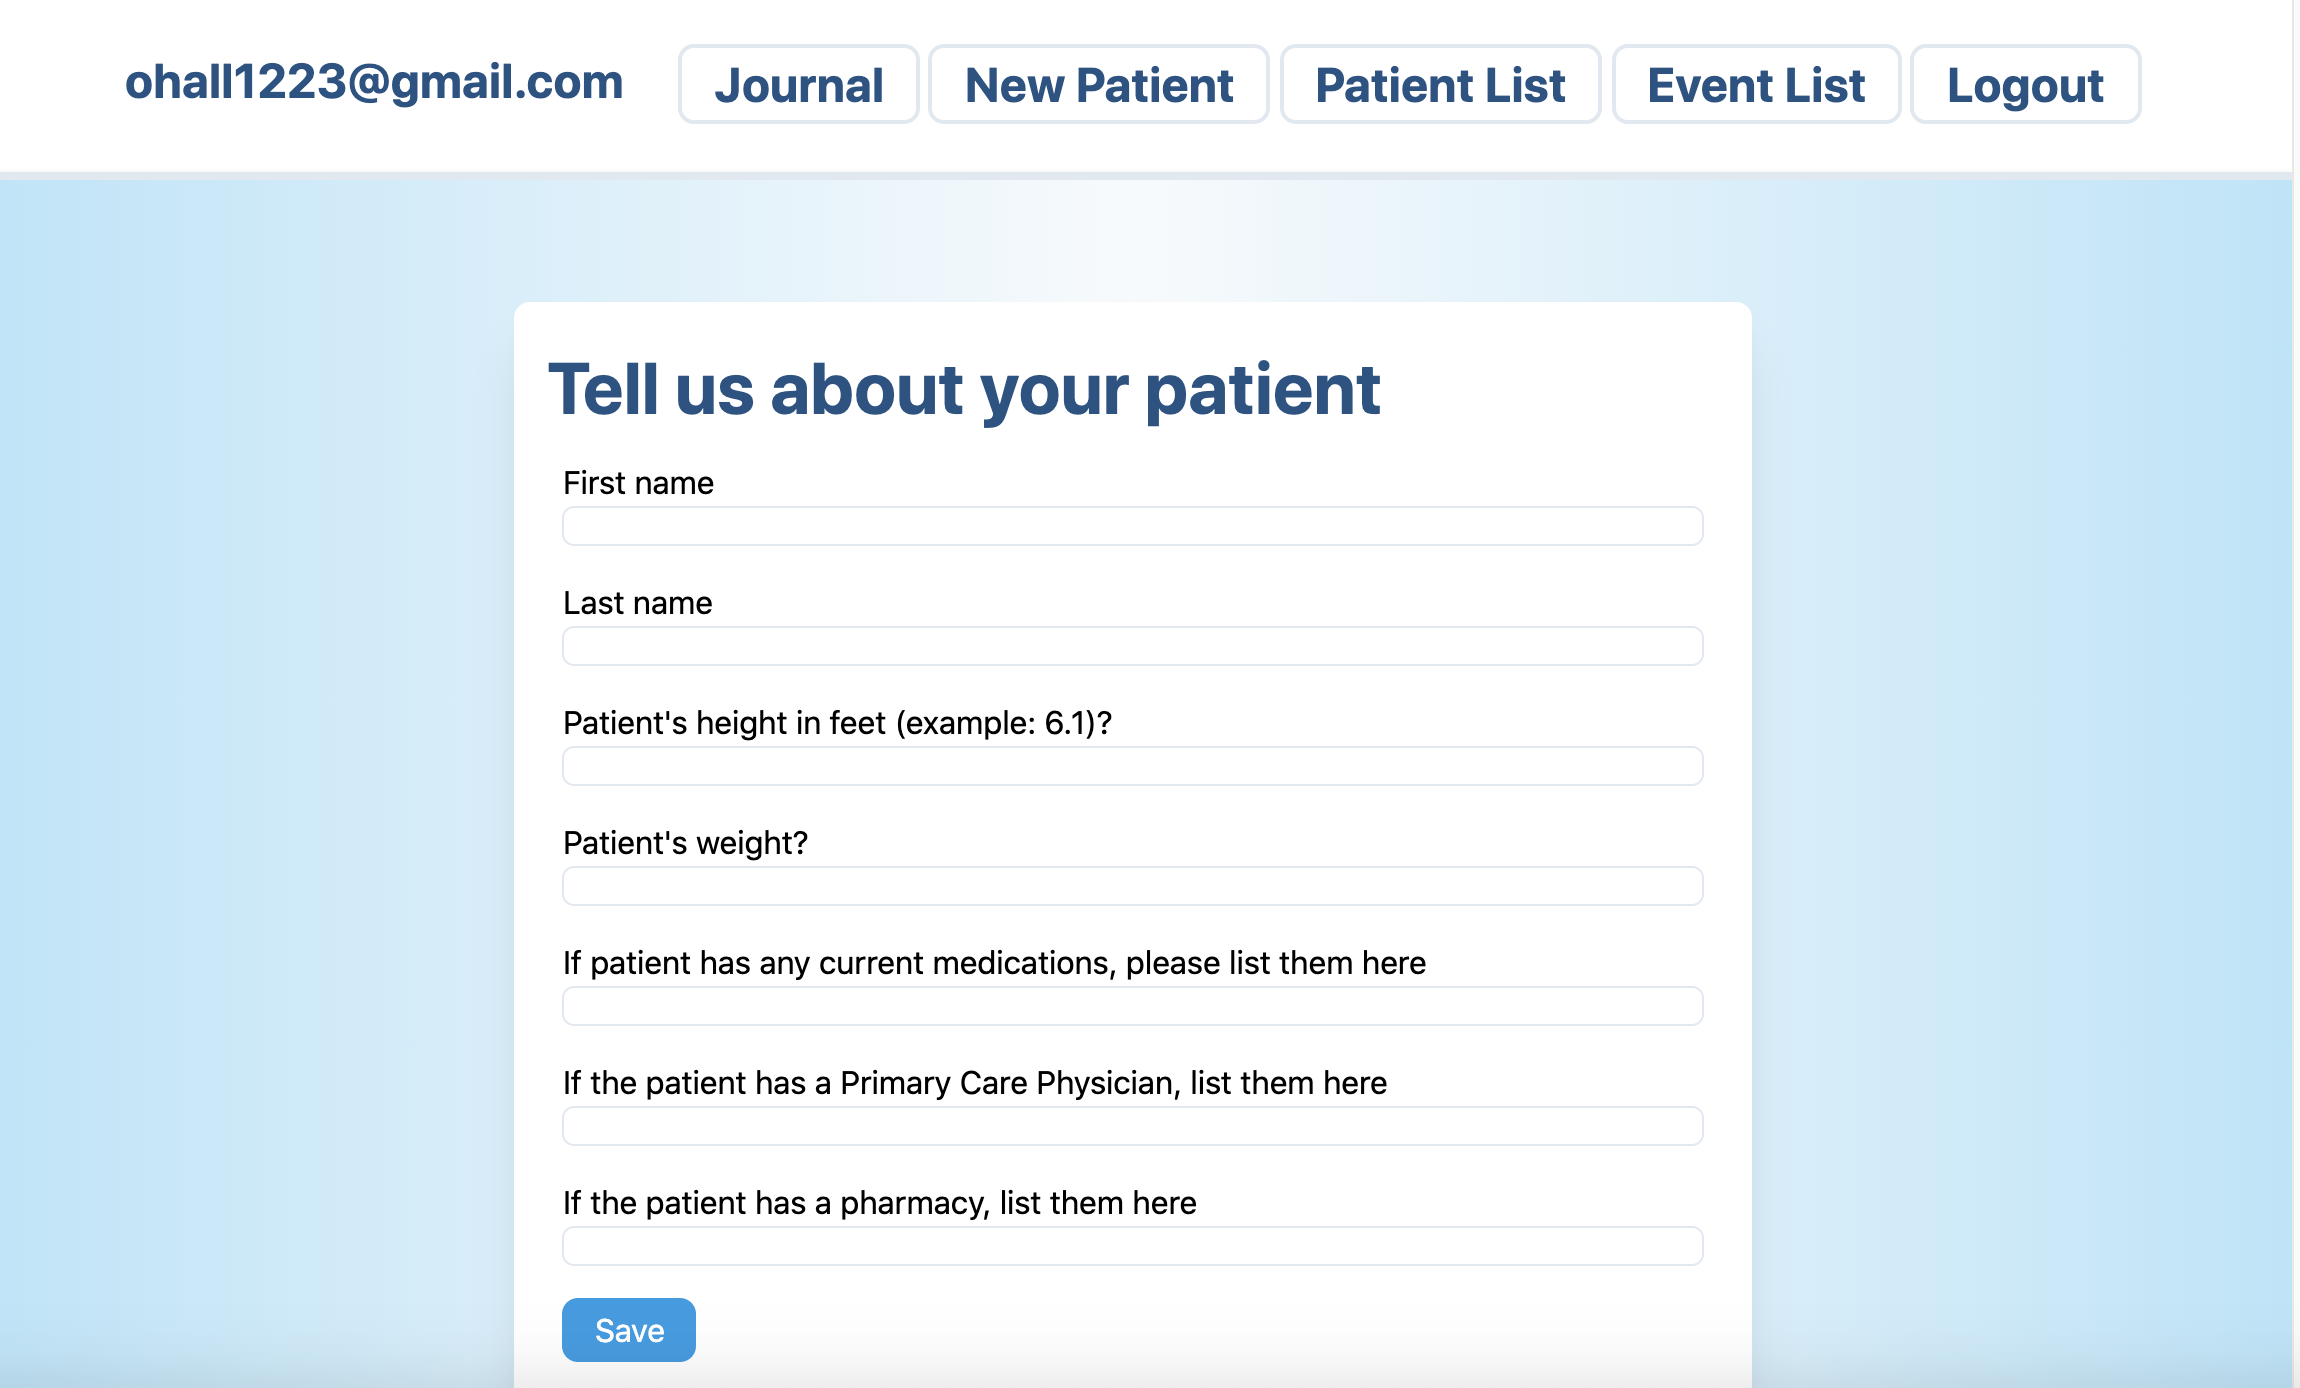 ohall1223@gmail.com Journal New Patient Patient List Event List Logout
Tell us about your patient
First name
Last name
Patient's height in feet (example: 6.1)?
Patient's weight?
If patient has any current medications, please list them here
If the patient has a Primary Care Physician, list them here
If the patient has a pharmacy, list them here
Save